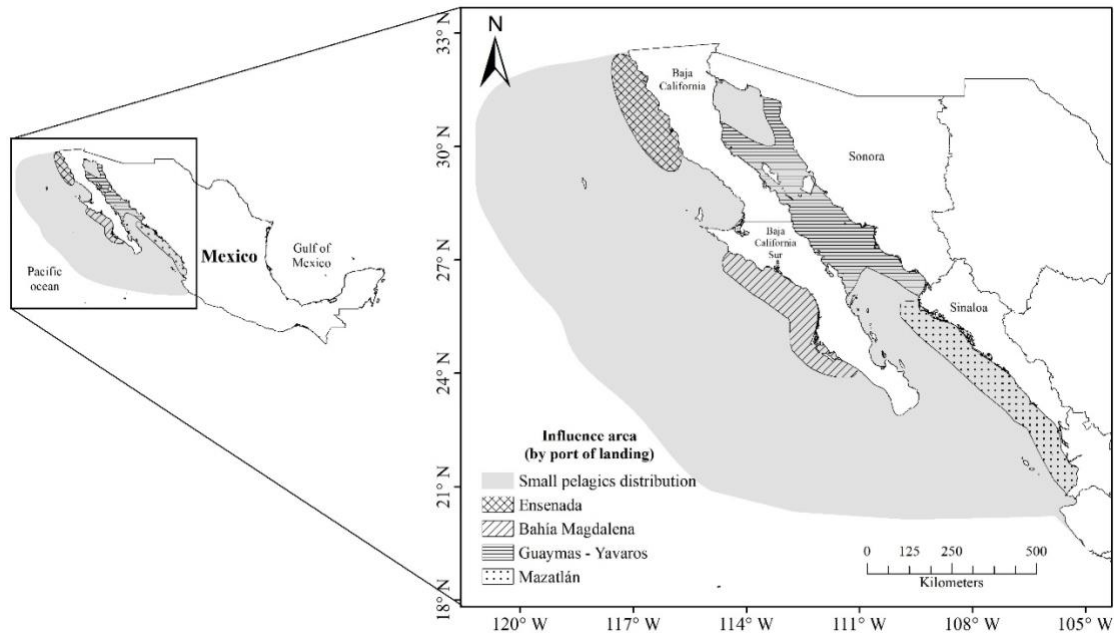 Pacific
ocean
Mexico
Gulf of
Mexico
N
Baja
California
Sonora
Baja
California
Sur
Sinaloa
Influence area
(by port of landing)
Small pelagics distribution
Ensenada
Bahía Magdalena
Guaymas - Yavaros
Mazatlán
0 125 250 500
Kilometers
33° N
30° N
27° N
24° N
21° N
18° N
120° W 117° W 114° W 111° W 108° W 105° W